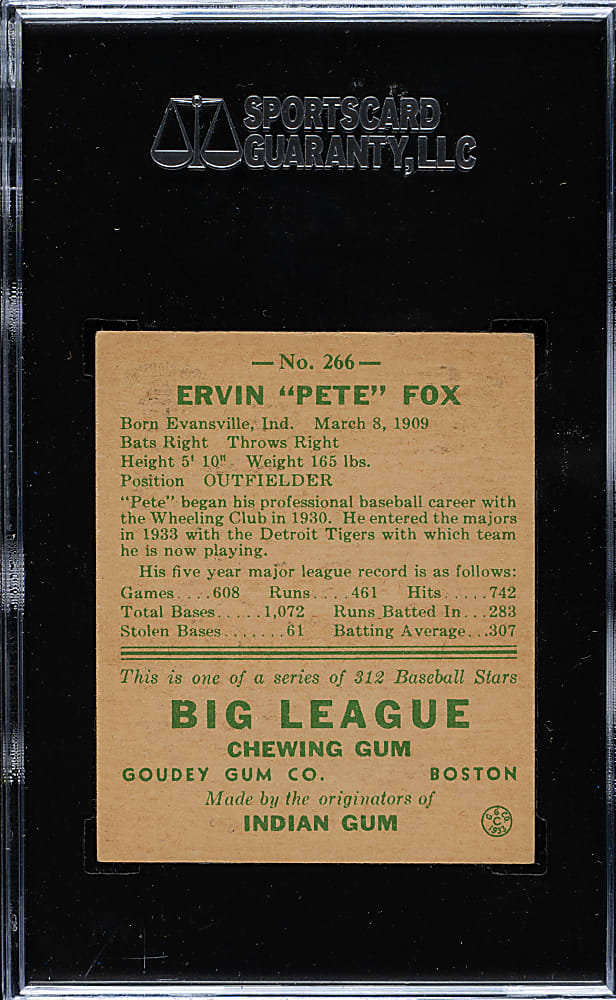 SPORTSCARD
GUARANTY, LLC
— No. 266 —
ERVIN “PETE” FOX
Born Evansville, Ind. March 8, 1909
Bats Right Throws Right
Height 5' 10" Weight 165 lbs.
Position OUTFIELDER
“Pete” began his professional baseball career with
the Wheeling Club in 1930. He entered the majors
in 1933 with the Detroit Tigers with which team
he is now playing.
His five year major league record is as follows:
Games....608 Runs....461 Hits.....742
Total Bases.....1,072 Runs Batted In...283
Stolen Bases.......61 Batting Average...307
This is one of a series of 312 Baseball Stars
BIG LEAGUE
CHEWING GUM
GOUDEY GUM CO. BOSTON
Made by the originators of
INDIAN GUM
G. G. CO.
C
1933